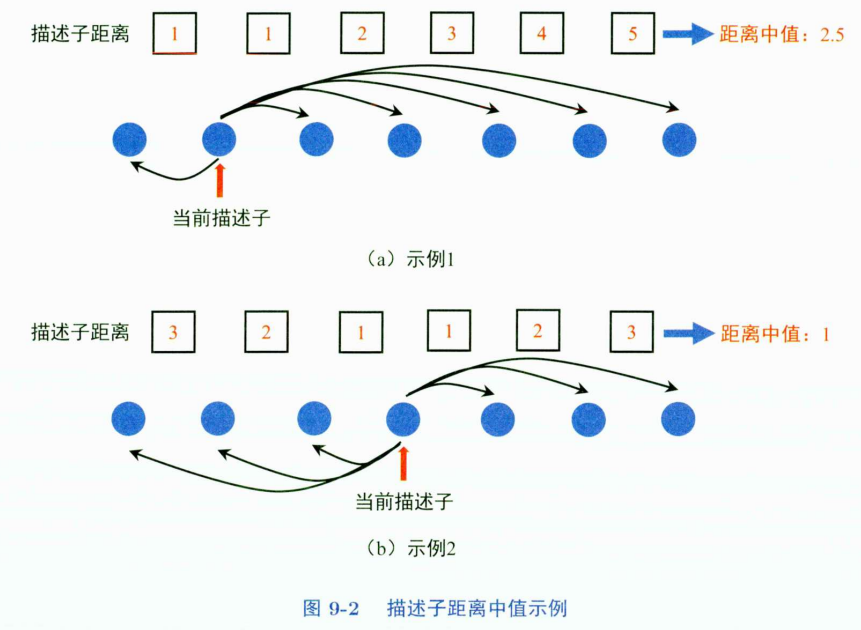 描述子距离 1 1 2 3 4 5 距离中值：2.5
当前描述子
（a）示例1
描述子距离 3 2 1 1 2 3 距离中值：1
当前描述子
（b）示例2
图 9-2 描述子距离中值示例